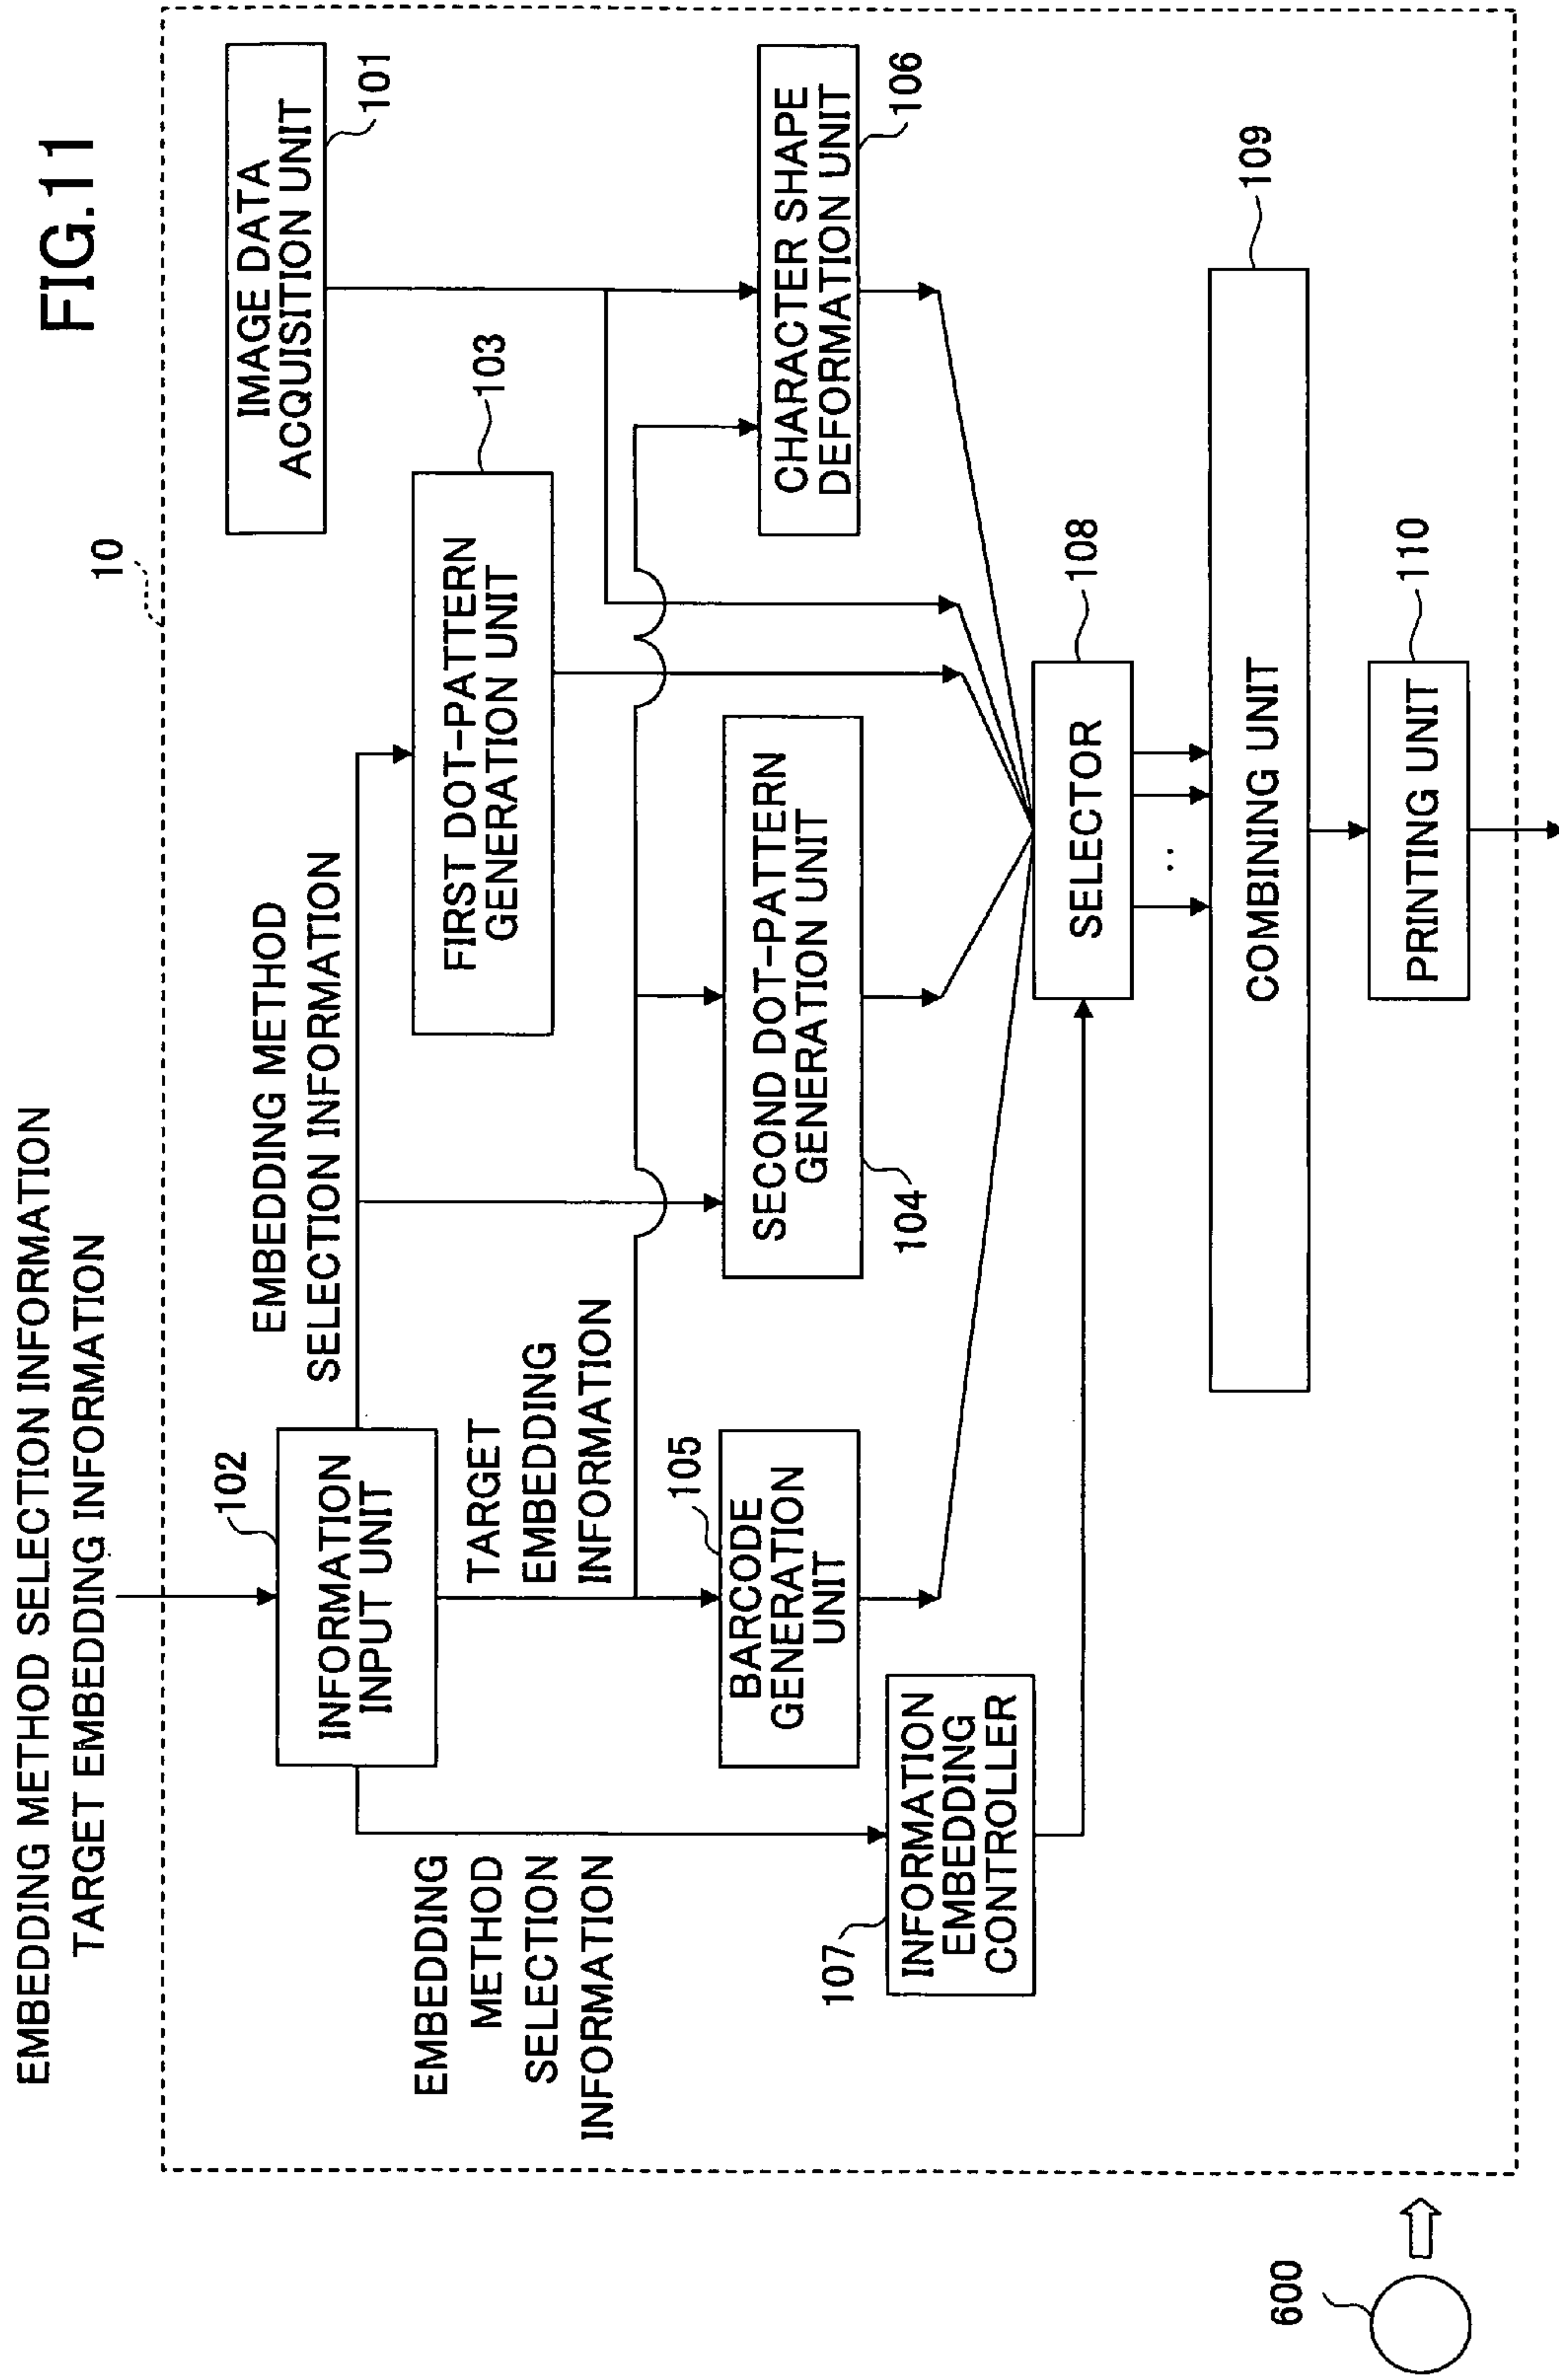 FIG.11
EMBEDDING METHOD SELECTION INFORMATION
TARGET EMBEDDING INFORMATION
10
102
INFORMATION
INPUT UNIT
EMBEDDING METHOD
SELECTION INFORMATION
IMAGE DATA
ACQUISITION UNIT
101
FIRST DOT-PATTERN
GENERATION UNIT
103
EMBEDDING
METHOD
SELECTION
INFORMATION
TARGET
EMBEDDING
INFORMATION
105
BARCODE
GENERATION
UNIT
SECOND DOT-PATTERN
GENERATION UNIT
104
CHARACTER SHAPE
DEFORMATION UNIT
106
107
INFORMATION
EMBEDDING
CONTROLLER
SELECTOR
108
..
COMBINING UNIT
109
PRINTING UNIT
110
600